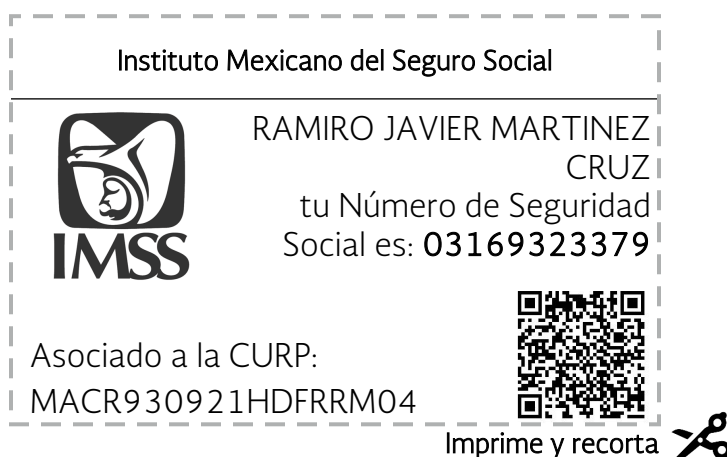 Instituto Mexicano del Seguro Social
RAMIRO JAVIER MARTINEZ
CRUZ
tu Número de Seguridad
Social es: 03169323379
IMSS
Asociado a la CURP:
MACR930921HDFRRM04
Imprime y recorta